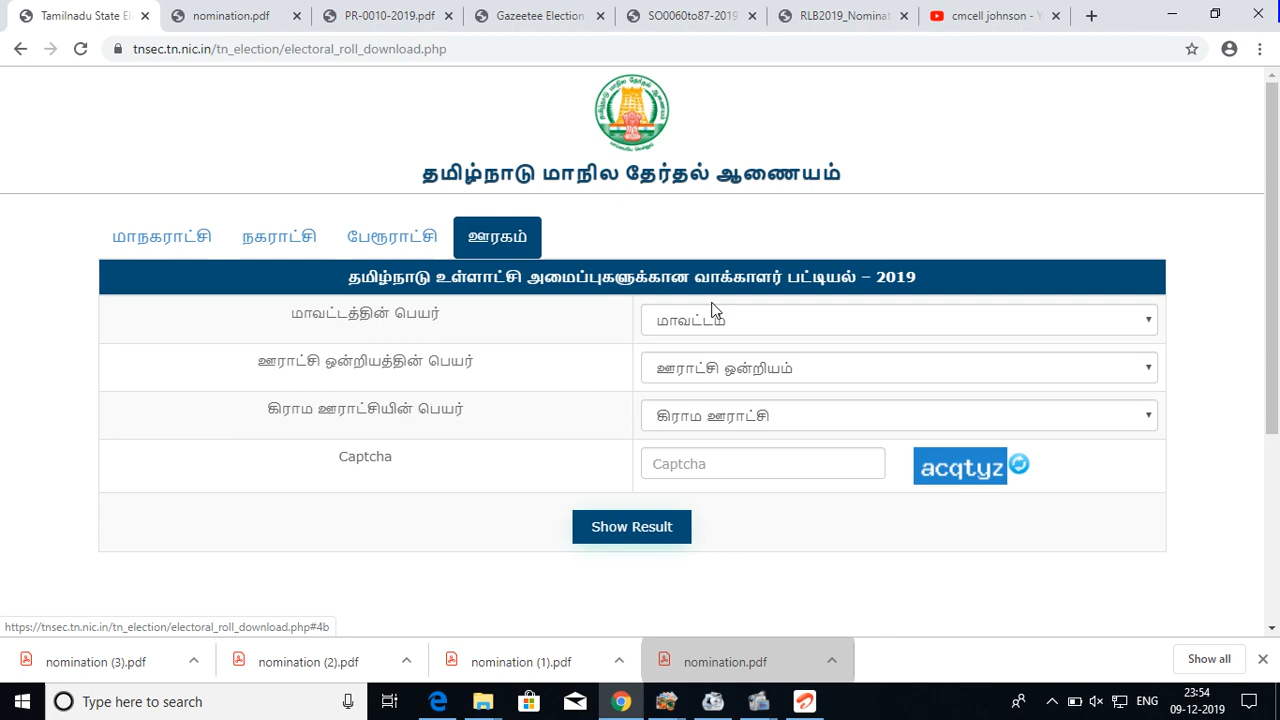 Tamilnadu State El
nomination.pdf
PR-0010-2019.pdf
Gazeetee Election
SO0060to87-2019
RLB2019_Nominat
cmcell johnson - Y
tnsec.tn.nic.in/tn_election/electoral_roll_download.php
தமிழ்நாடு மாநில தேர்தல் ஆணையம்
மாநகராட்சி நகராட்சி பேரூராட்சி ஊரகம்
தமிழ்நாடு உள்ளாட்சி அமைப்புகளுக்கான வாக்காளர் பட்டியல் – 2019
மாவட்டத்தின் பெயர் மாவட்டம்
ஊராட்சி ஒன்றியத்தின் பெயர் ஊராட்சி ஒன்றியம்
கிராம ஊராட்சியின் பெயர் கிராம ஊராட்சி
Captcha Captcha acqtyz
Show Result
https://tnsec.tn.nic.in/tn_election/electoral_roll_download.php#4b
nomination (3).pdf nomination (2).pdf nomination (1).pdf nomination.pdf Show all
Type here to search ENG 23:54
09-12-2019